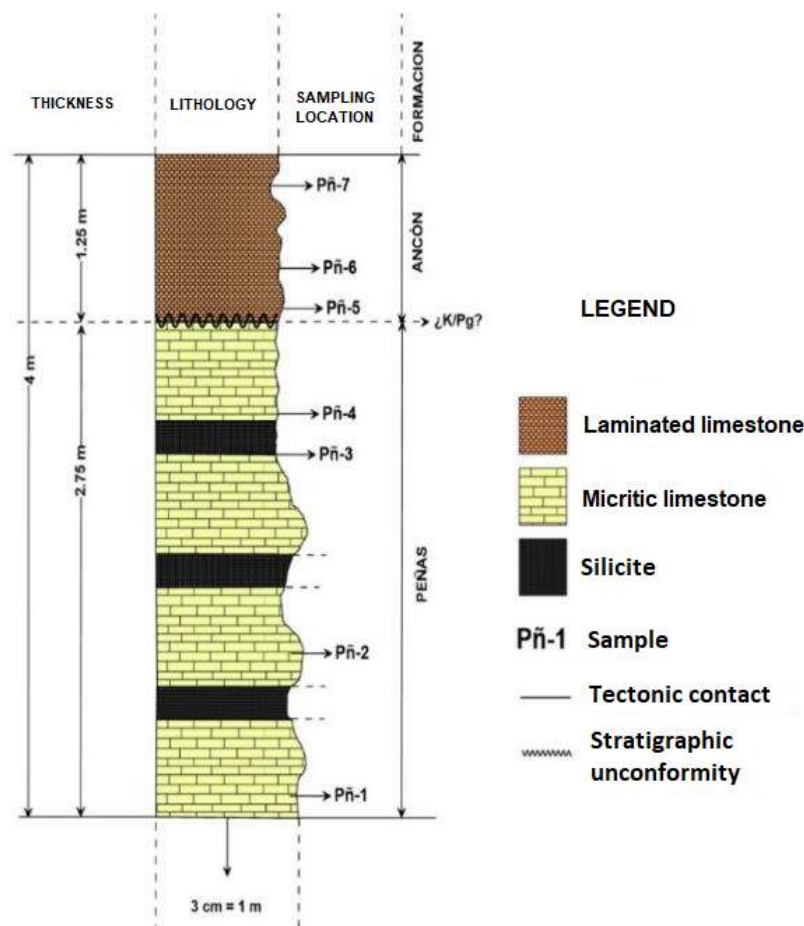 THICKNESS
LITHOLOGY
SAMPLING
LOCATION
FORMACION
Pñ-7
Pñ-6
Pñ-5
¿K/Pg?
Pñ-4
Pñ-3
Pñ-2
Pñ-1
1.25 m
4 m
2.75 m
ANCÓN
PEÑAS
3 cm = 1 m
LEGEND
Laminated limestone
Micritic limestone
Silicite
Pñ-1 Sample
Tectonic contact
Stratigraphic
unconformity